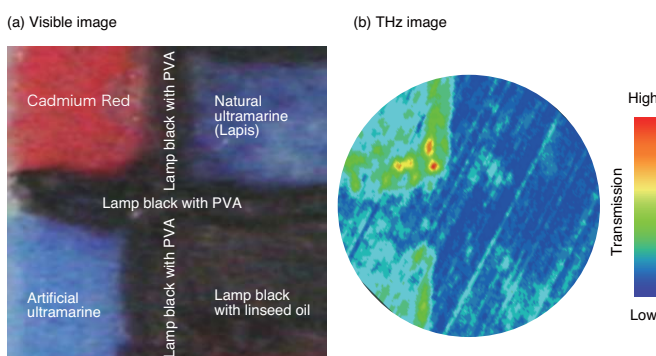 (a) Visible image
(b) THz image
Cadmium Red
Lamp black with PVA
Natural
ultramarine
(Lapis)
Lamp black with PVA
Artificial
ultramarine
Lamp black with PVA
Lamp black
with linseed oil
High
Transmission
Low